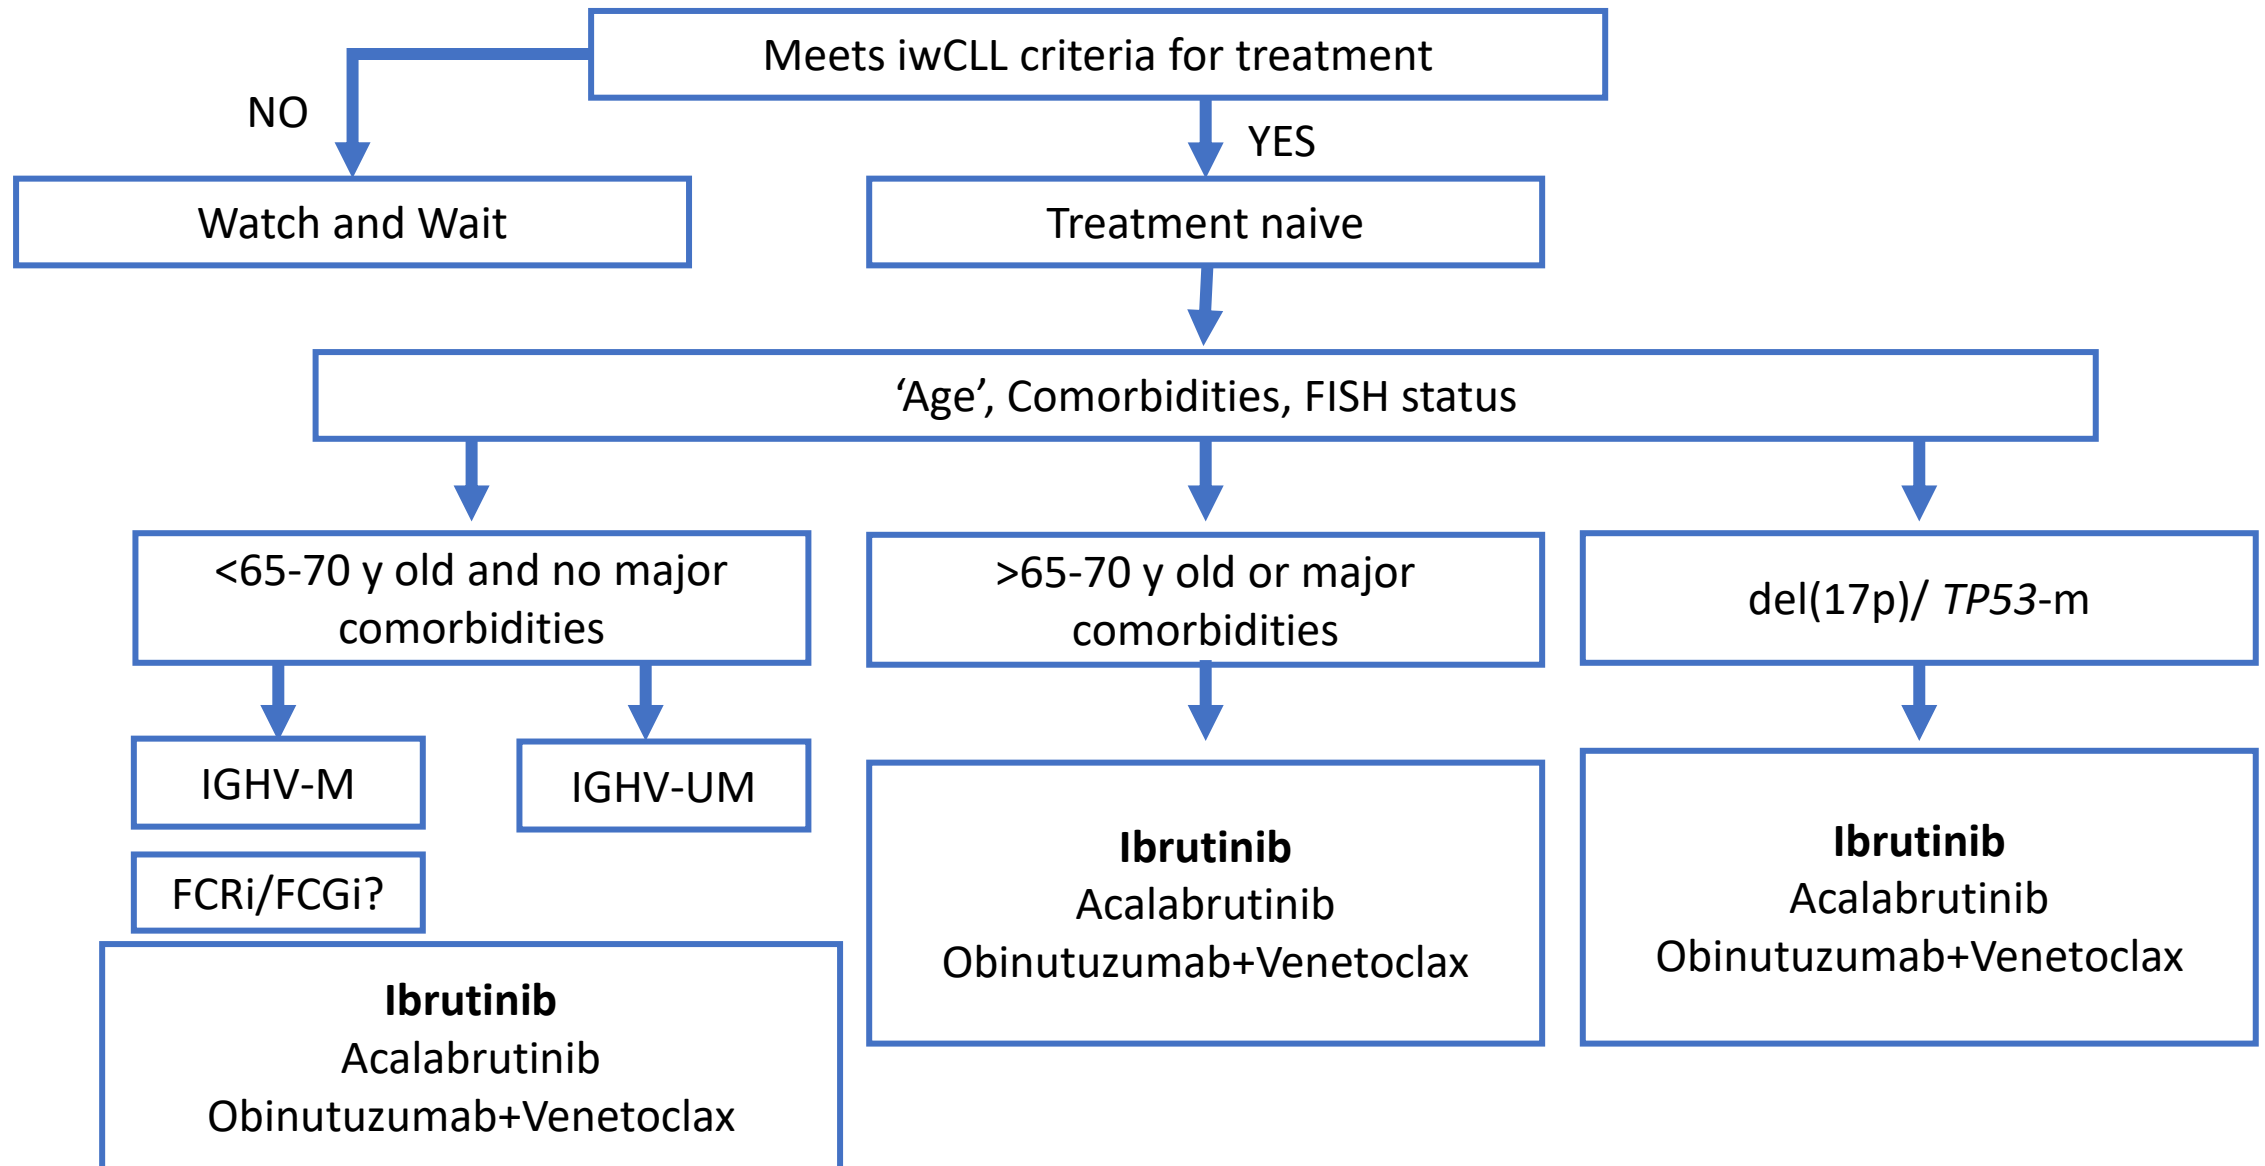 Meets iwCLL criteria for treatment
NO
YES
Watch and Wait
Treatment naive
‘Age’, Comorbidities, FISH status
<65-70 y old and no major
comorbidities
>65-70 y old or major
comorbidities
del(17p)/ TP53-m
IGHV-M
IGHV-UM
FCRi/FCGi?
Ibrutinib
Acalabrutinib
Obinutuzumab+Venetoclax
Ibrutinib
Acalabrutinib
Obinutuzumab+Venetoclax
Ibrutinib
Acalabrutinib
Obinutuzumab+Venetoclax